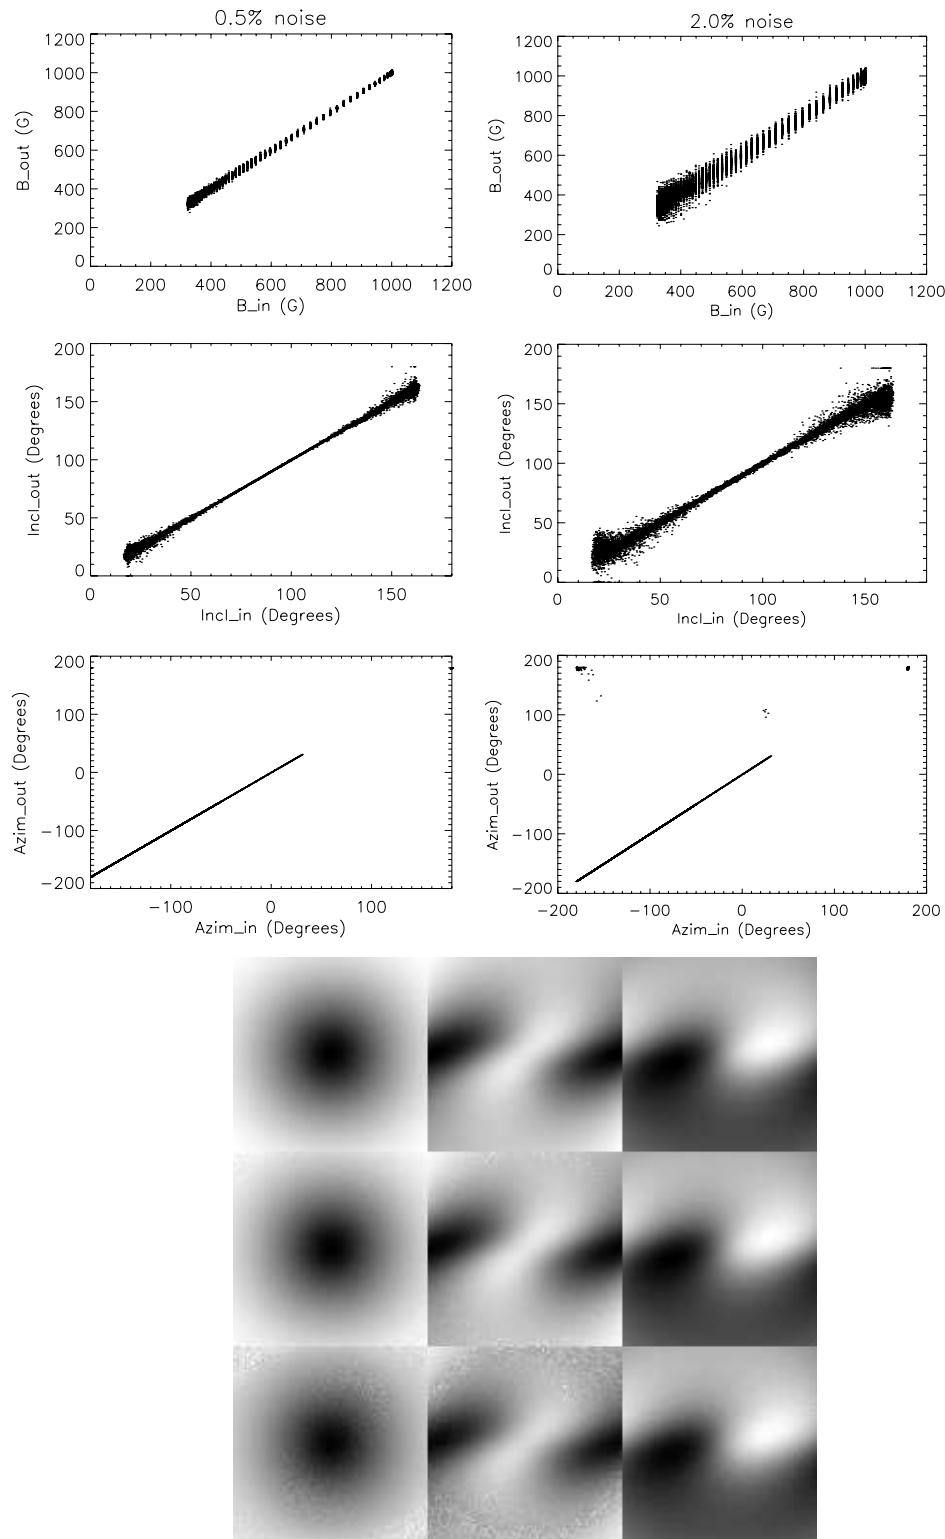 0.5% noise
2.0% noise
1200
1000
800
600
400
200
0
B_out (G)
0 200 400 600 800 1000 1200
B_in (G)
1200
1000
800
600
400
200
0
B_out (G)
0 200 400 600 800 1000 1200
B_in (G)
200
150
100
50
0
Incl_out (Degrees)
0 50 100 150
Incl_in (Degrees)
200
150
100
50
0
Incl_out (Degrees)
0 50 100 150
Incl_in (Degrees)
200
100
0
−100
−200
Azim_out (Degrees)
−100 0 100
Azim_in (Degrees)
200
100
0
−100
−200
Azim_out (Degrees)
−200 −100 0 100 200
Azim_in (Degrees)